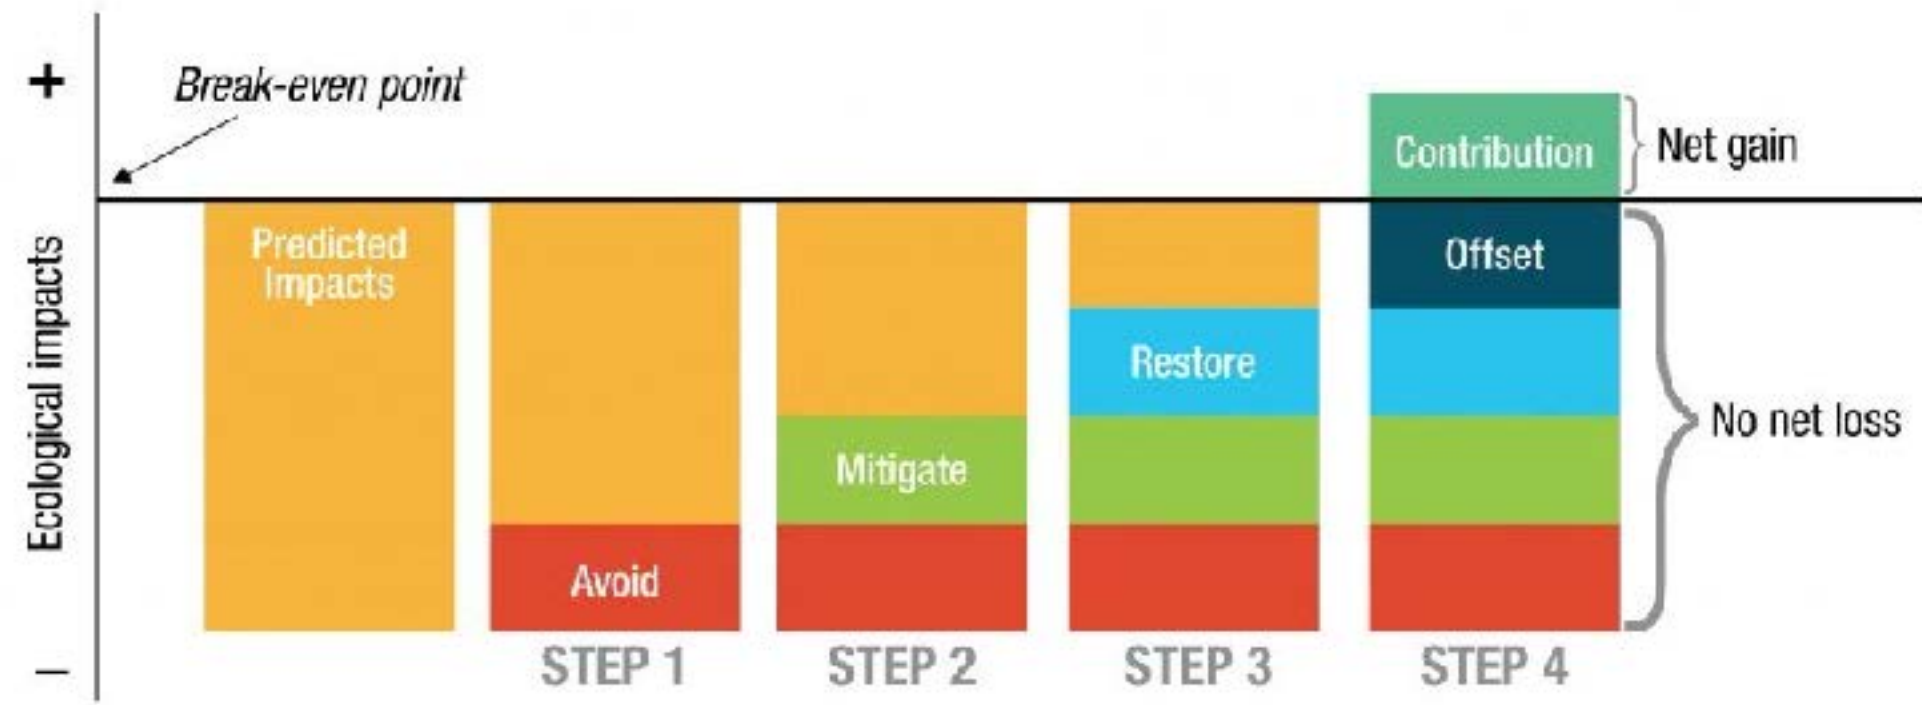 +
Break-even point
Contribution
Net gain
Ecological impacts
Predicted
Impacts
Offset
Restore
No net loss
Mitigate
Avoid
–
STEP 1
STEP 2
STEP 3
STEP 4